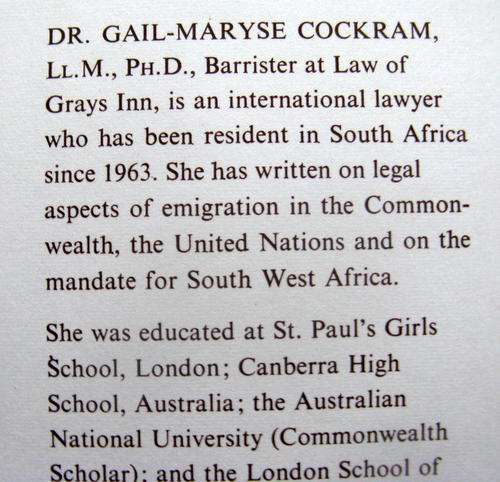 DR. GAIL-MARYSE COCKRAM,
LL.M., PH.D., Barrister at Law of
Grays Inn, is an international lawyer
who has been resident in South Africa
since 1963. She has written on legal
aspects of emigration in the Common-
wealth, the United Nations and on the
mandate for South West Africa.
She was educated at St. Paul's Girls
School, London; Canberra High
School, Australia; the Australian
National University (Commonwealth
Scholar); and the London School of